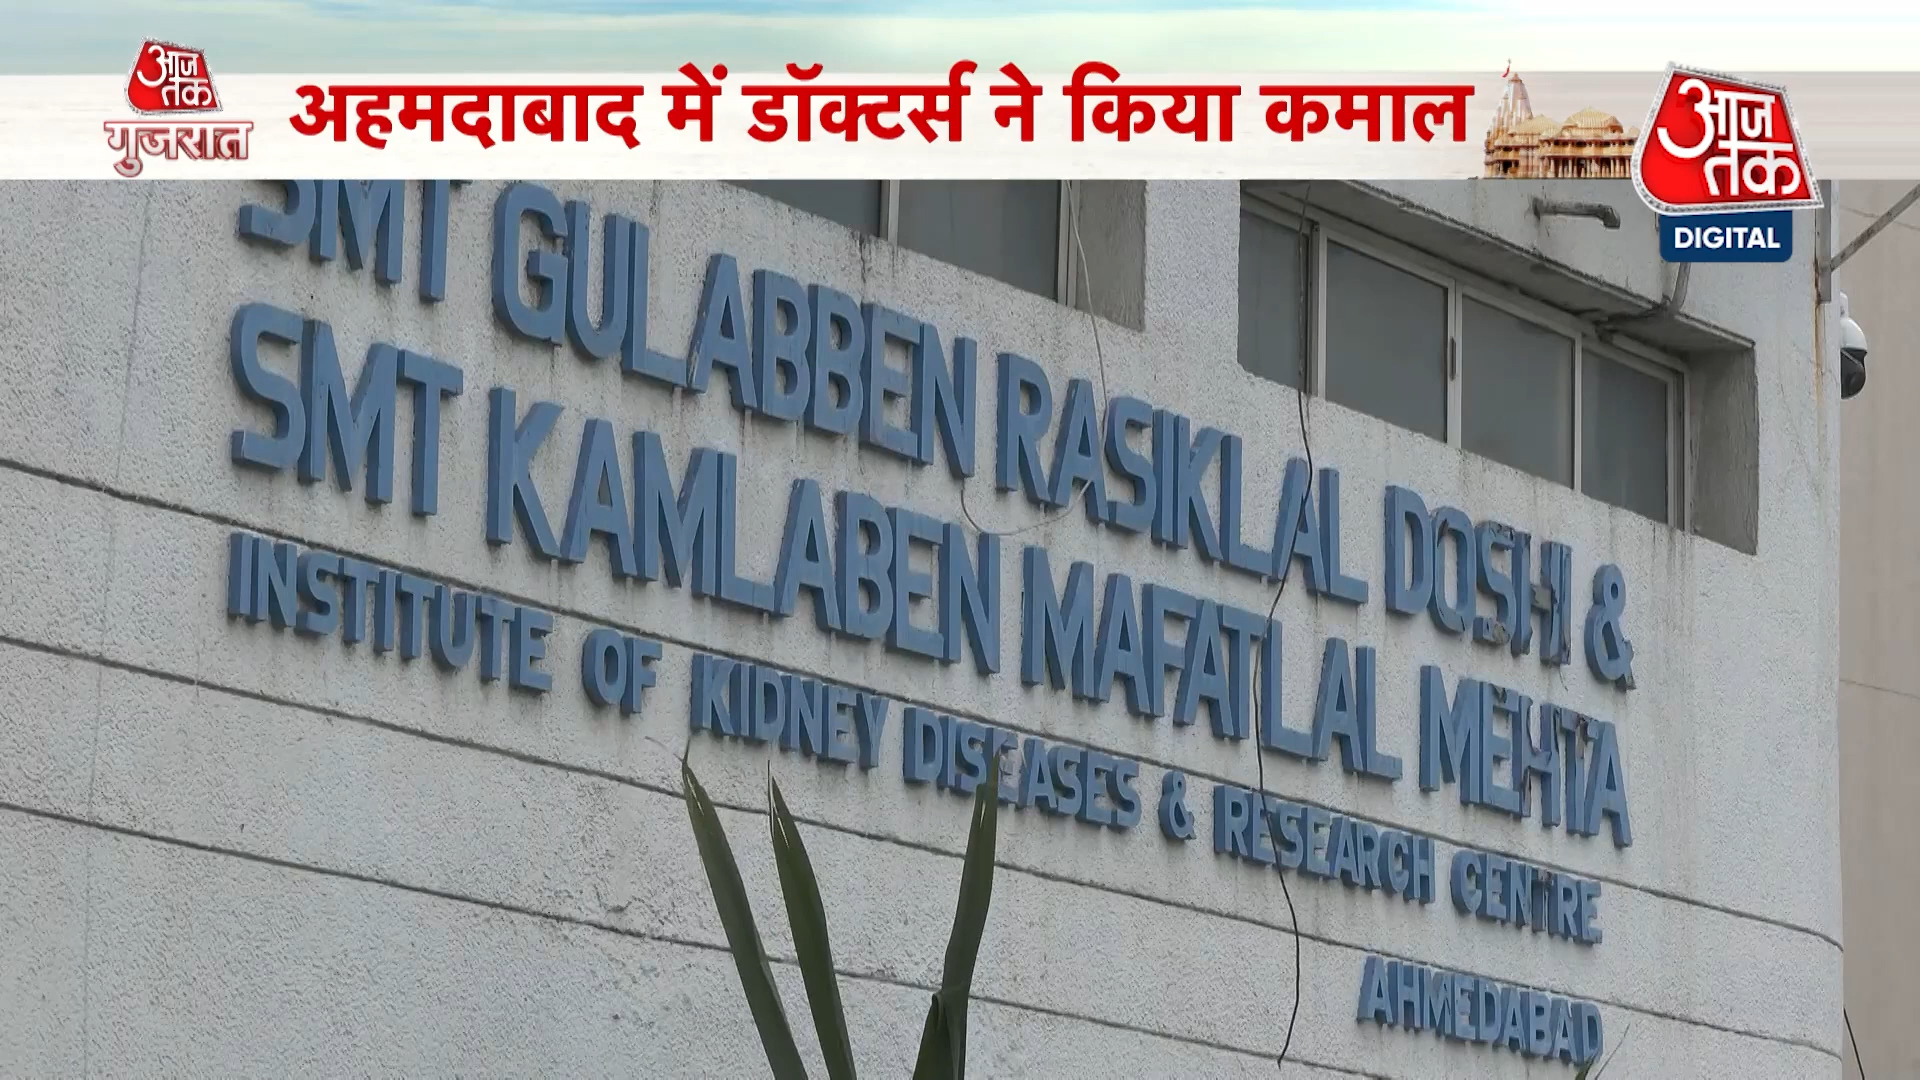 आज तक
गुजरात
अहमदाबाद में डॉक्टर्स ने किया कमाल
आज तक
DIGITAL
SMT GULABBEN RASIKLAL DOSHI &
SMT KAMLABEN MAFATLAL MEHTA
INSTITUTE OF KIDNEY DISEASES & RESEARCH CENTRE
AHMEDABAD